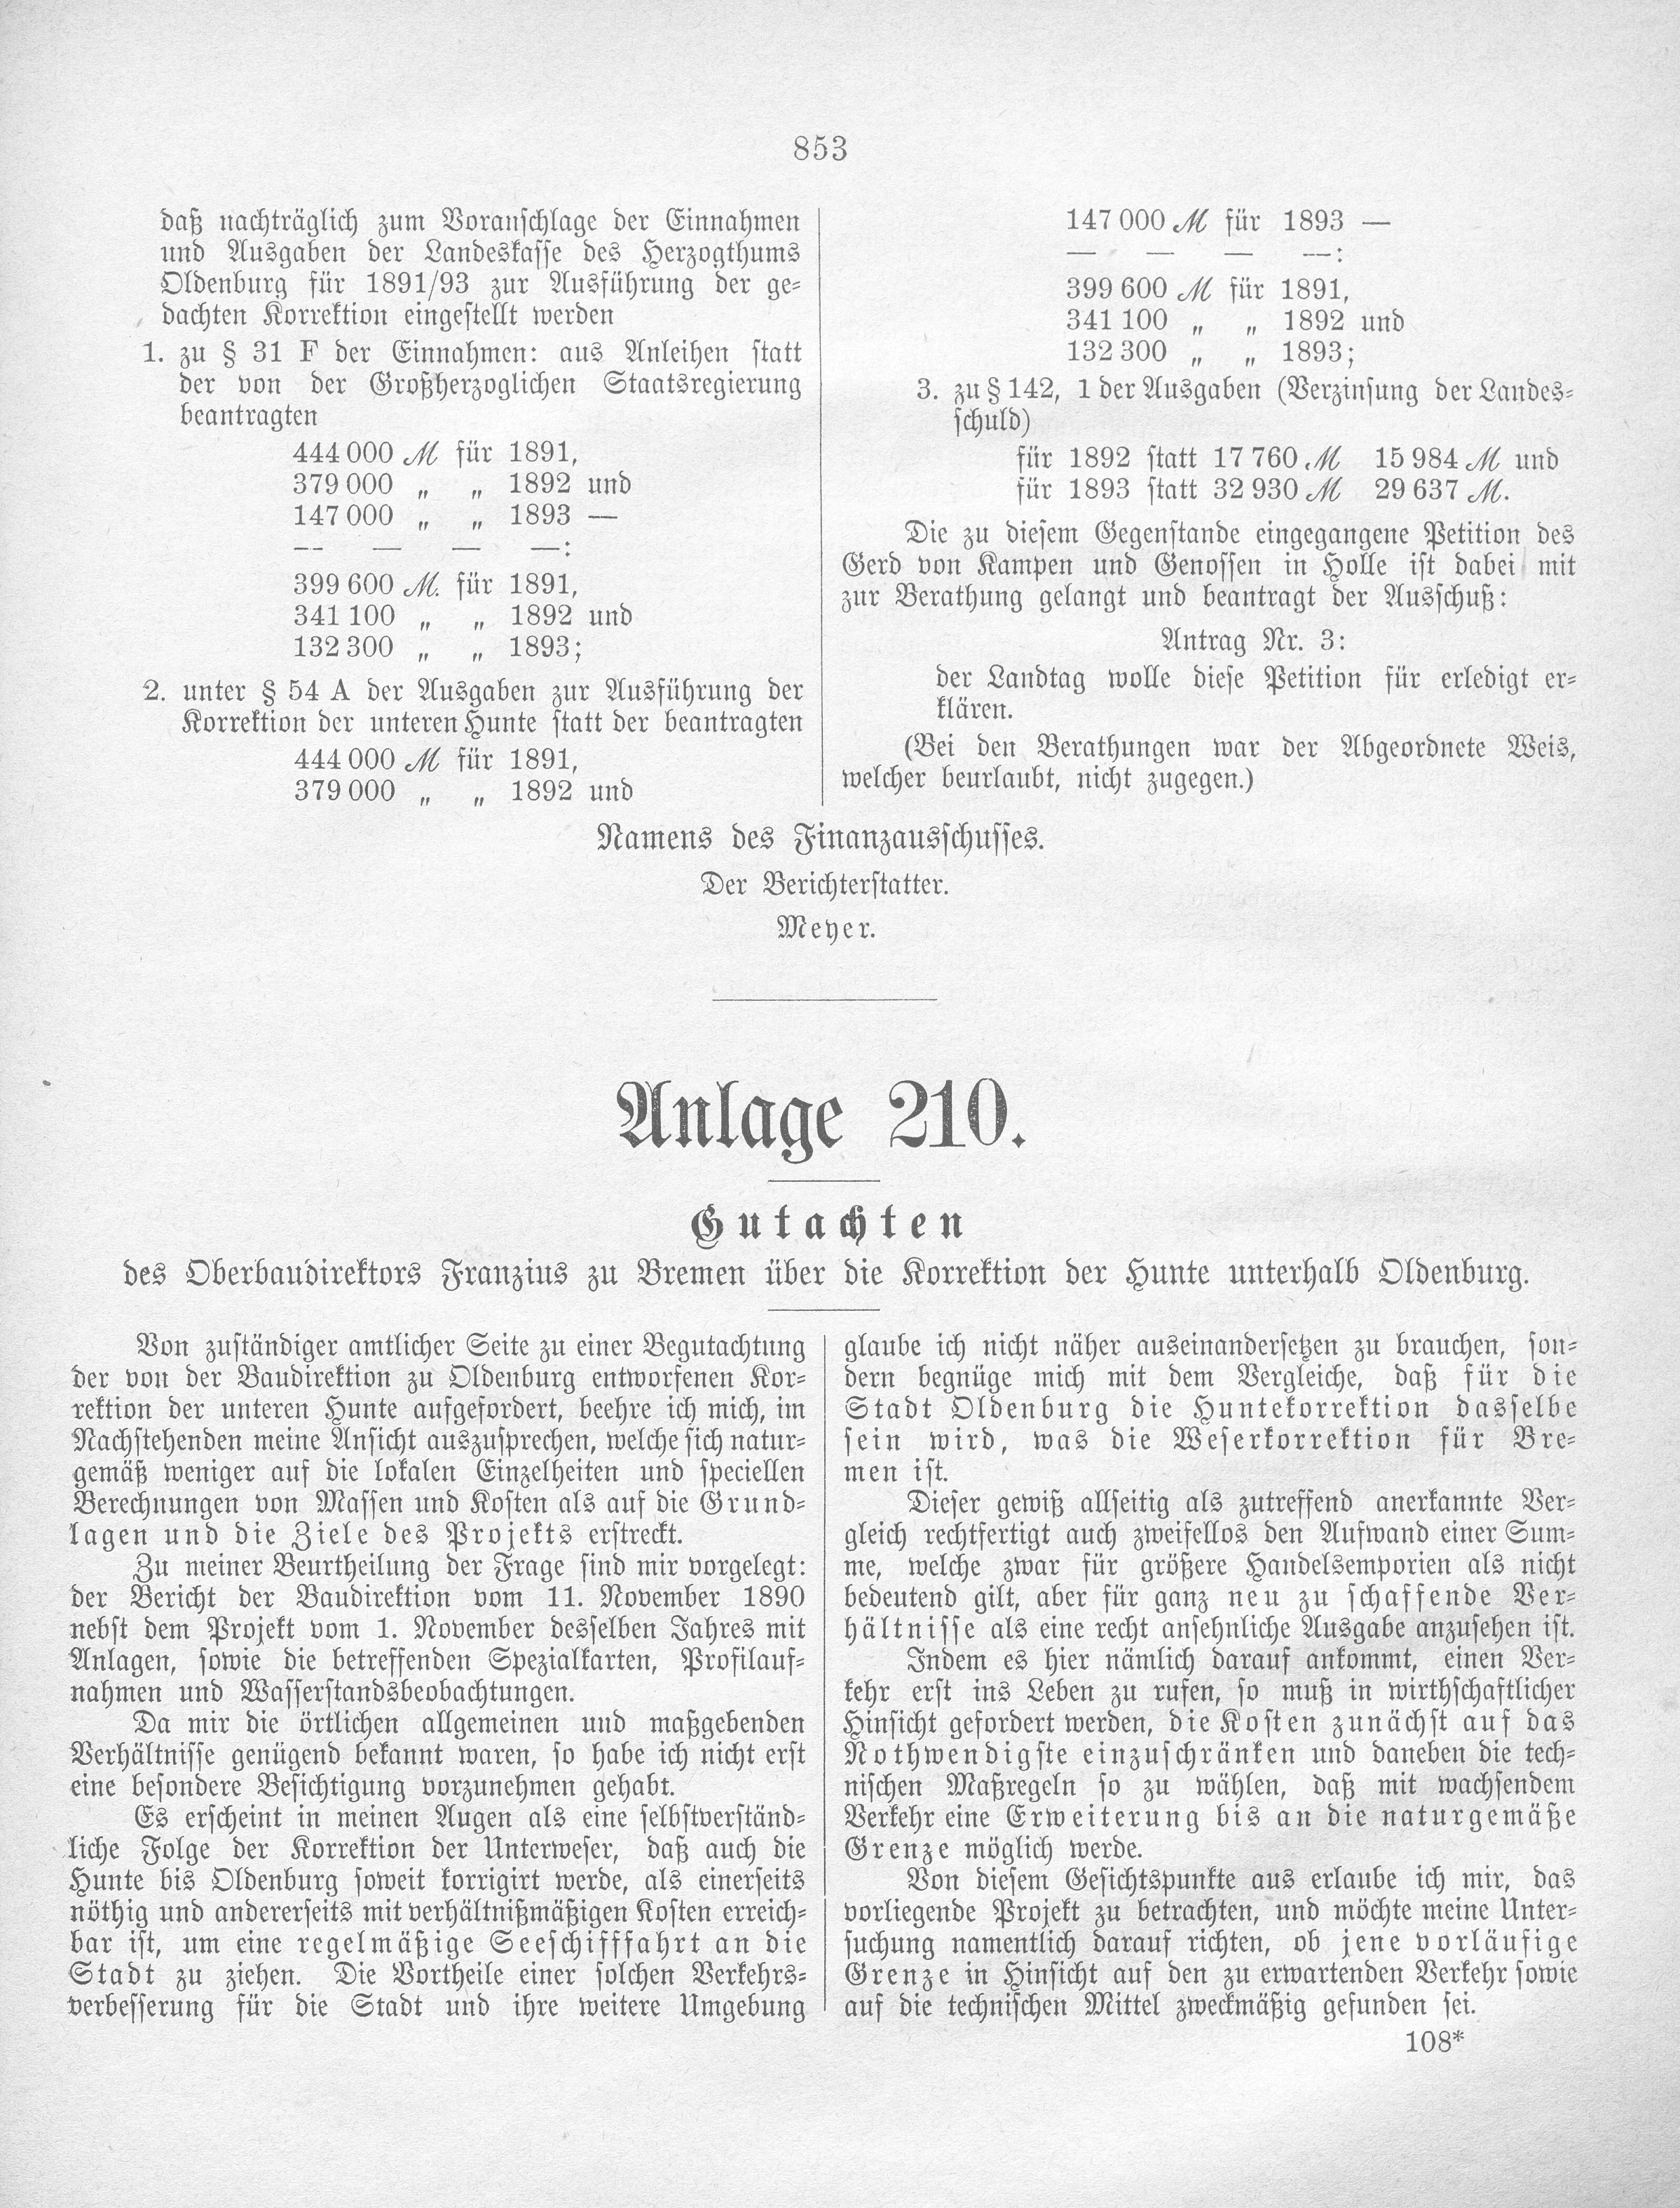 853
daß nachträglich zum Voranschlage der Einnahmen
und Ausgaben der Landeskasse des Herzogthums
Oldenburg für 1891/93 zur Ausführung der ge-
dachten Korrektion eingestellt werden
1. zu § 31 F der Einnahmen: aus Anleihen statt
der von der Großherzoglichen Staatsregierung
beantragten
444 000 ℳ für 1891,
379 000 „ „ 1892 und
147 000 „ „ 1893 —
— — — —:
399 600 ℳ. für 1891,
341 100 „ „ 1892 und
132 300 „ „ 1893;
2. unter § 54 A der Ausgaben zur Ausführung der
Korrektion der unteren Hunte statt der beantragten
444 000 ℳ für 1891,
379 000 „ „ 1892 und
147 000 ℳ für 1893 —
— — — —:
399 600 ℳ für 1891,
341 100 „ „ 1892 und
132 300 „ „ 1893;
3. zu § 142, 1 der Ausgaben (Verzinsung der Landes-
schuld)
für 1892 statt 17 760 ℳ 15 984 ℳ und
für 1893 statt 32 930 ℳ 29 637 ℳ.
Die zu diesem Gegenstande eingegangene Petition des
Gerd von Kampen und Genossen in Holle ist dabei mit
zur Berathung gelangt und beantragt der Ausschuß:
Antrag Nr. 3:
der Landtag wolle diese Petition für erledigt er-
klären.
(Bei den Berathungen war der Abgeordnete Weis,
welcher beurlaubt, nicht zugegen.)
Namens des Finanzausschusses.
Der Berichterstatter.
Meyer.
Anlage 210.
Gutachten
des Oberbaudirektors Franzius zu Bremen über die Korrektion der Hunte unterhalb Oldenburg.
Von zuständiger amtlicher Seite zu einer Begutachtung
der von der Baudirektion zu Oldenburg entworfenen Kor-
rektion der unteren Hunte aufgefordert, beehre ich mich, im
Nachstehenden meine Ansicht auszusprechen, welche sich natur-
gemäß weniger auf die lokalen Einzelheiten und speciellen
Berechnungen von Massen und Kosten als auf die Grund-
lagen und die Ziele des Projekts erstreckt.
Zu meiner Beurtheilung der Frage sind mir vorgelegt:
der Bericht der Baudirektion vom 11. November 1890
nebst dem Projekt vom 1. November desselben Jahres mit
Anlagen, sowie die betreffenden Spezialkarten, Profilauf-
nahmen und Wasserstandsbeobachtungen.
Da mir die örtlichen allgemeinen und maßgebenden
Verhältnisse genügend bekannt waren, so habe ich nicht erst
eine besondere Besichtigung vorzunehmen gehabt.
Es erscheint in meinen Augen als eine selbstverständ-
liche Folge der Korrektion der Unterweser, daß auch die
Hunte bis Oldenburg soweit korrigirt werde, als einerseits
nöthig und andererseits mit verhältnißmäßigen Kosten erreich-
bar ist, um eine regelmäßige Seeschifffahrt an die
Stadt zu ziehen. Die Vortheile einer solchen Verkehrs-
verbesserung für die Stadt und ihre weitere Umgebung
glaube ich nicht näher auseinandersetzen zu brauchen, son-
dern begnüge mich mit dem Vergleiche, daß für die
Stadt Oldenburg die Huntekorrektion dasselbe
sein wird, was die Weserkorrektion für Bre-
men ist.
Dieser gewiß allseitig als zutreffend anerkannte Ver-
gleich rechtfertigt auch zweifellos den Aufwand einer Sum-
me, welche zwar für größere Handelsemporien als nicht
bedeutend gilt, aber für ganz neu zu schaffende Ver-
hältnisse als eine recht ansehnliche Ausgabe anzusehen ist.
Indem es hier nämlich darauf ankommt, einen Ver-
kehr erst ins Leben zu rufen, so muß in wirthschaftlicher
Hinsicht gefordert werden, die Kosten zunächst auf das
Nothwendigste einzuschränken und daneben die tech-
nischen Maßregeln so zu wählen, daß mit wachsendem
Verkehr eine Erweiterung bis an die naturgemäße
Grenze möglich werde.
Von diesem Gesichtspunkte aus erlaube ich mir, das
vorliegende Projekt zu betrachten, und möchte meine Unter-
suchung namentlich darauf richten, ob jene vorläufige
Grenze in Hinsicht auf den zu erwartenden Verkehr sowie
auf die technischen Mittel zweckmäßig gefunden sei.
108*